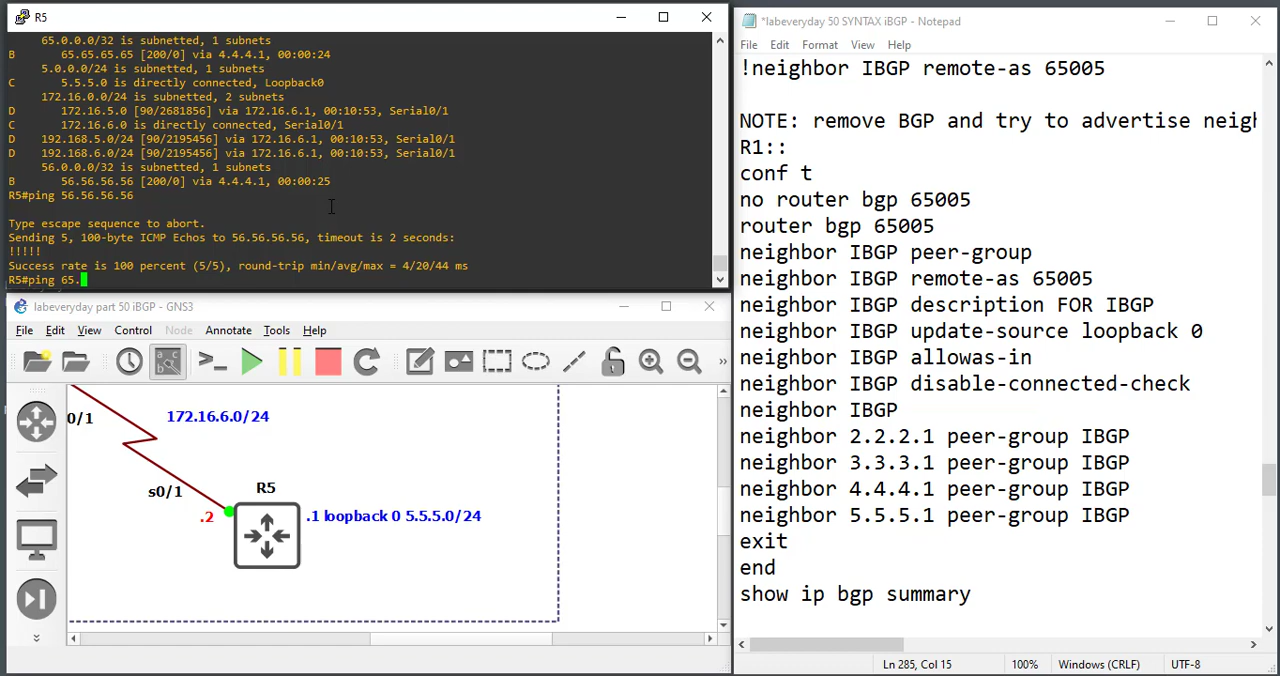 R5
65.0.0.0/32 is subnetted, 1 subnets
B 65.65.65.65 [200/0] via 4.4.4.1, 00:00:24
5.0.0.0/24 is subnetted, 1 subnets
C 5.5.5.0 is directly connected, Loopback0
172.16.0.0/24 is subnetted, 2 subnets
D 172.16.5.0 [90/2681856] via 172.16.6.1, 00:10:53, Serial0/1
C 172.16.6.0 is directly connected, Serial0/1
D 192.168.5.0/24 [90/2195456] via 172.16.6.1, 00:10:53, Serial0/1
D 192.168.6.0/24 [90/2195456] via 172.16.6.1, 00:10:53, Serial0/1
56.0.0.0/32 is subnetted, 1 subnets
B 56.56.56.56 [200/0] via 4.4.4.1, 00:00:25
R5#ping 56.56.56.56
Type escape sequence to abort.
Sending 5, 100-byte ICMP Echos to 56.56.56.56, timeout is 2 seconds:
!!!!!
Success rate is 100 percent (5/5), round-trip min/avg/max = 4/20/44 ms
R5#ping 65.
labeveryday part 50 iBGP - GNS3
File Edit View Control Node Annotate Tools Help
0/1
172.16.6.0/24
s0/1
R5
.2
.1 loopback 0 5.5.5.0/24
*labeveryday 50 SYNTAX iBGP - Notepad
File Edit Format View Help
!neighbor IBGP remote-as 65005
NOTE: remove BGP and try to advertise neigh
R1::
conf t
no router bgp 65005
router bgp 65005
neighbor IBGP peer-group
neighbor IBGP remote-as 65005
neighbor IBGP description FOR IBGP
neighbor IBGP update-source loopback 0
neighbor IBGP allowas-in
neighbor IBGP disable-connected-check
neighbor IBGP
neighbor 2.2.2.1 peer-group IBGP
neighbor 3.3.3.1 peer-group IBGP
neighbor 4.4.4.1 peer-group IBGP
neighbor 5.5.5.1 peer-group IBGP
exit
end
show ip bgp summary
Ln 285, Col 15 100% Windows (CRLF) UTF-8